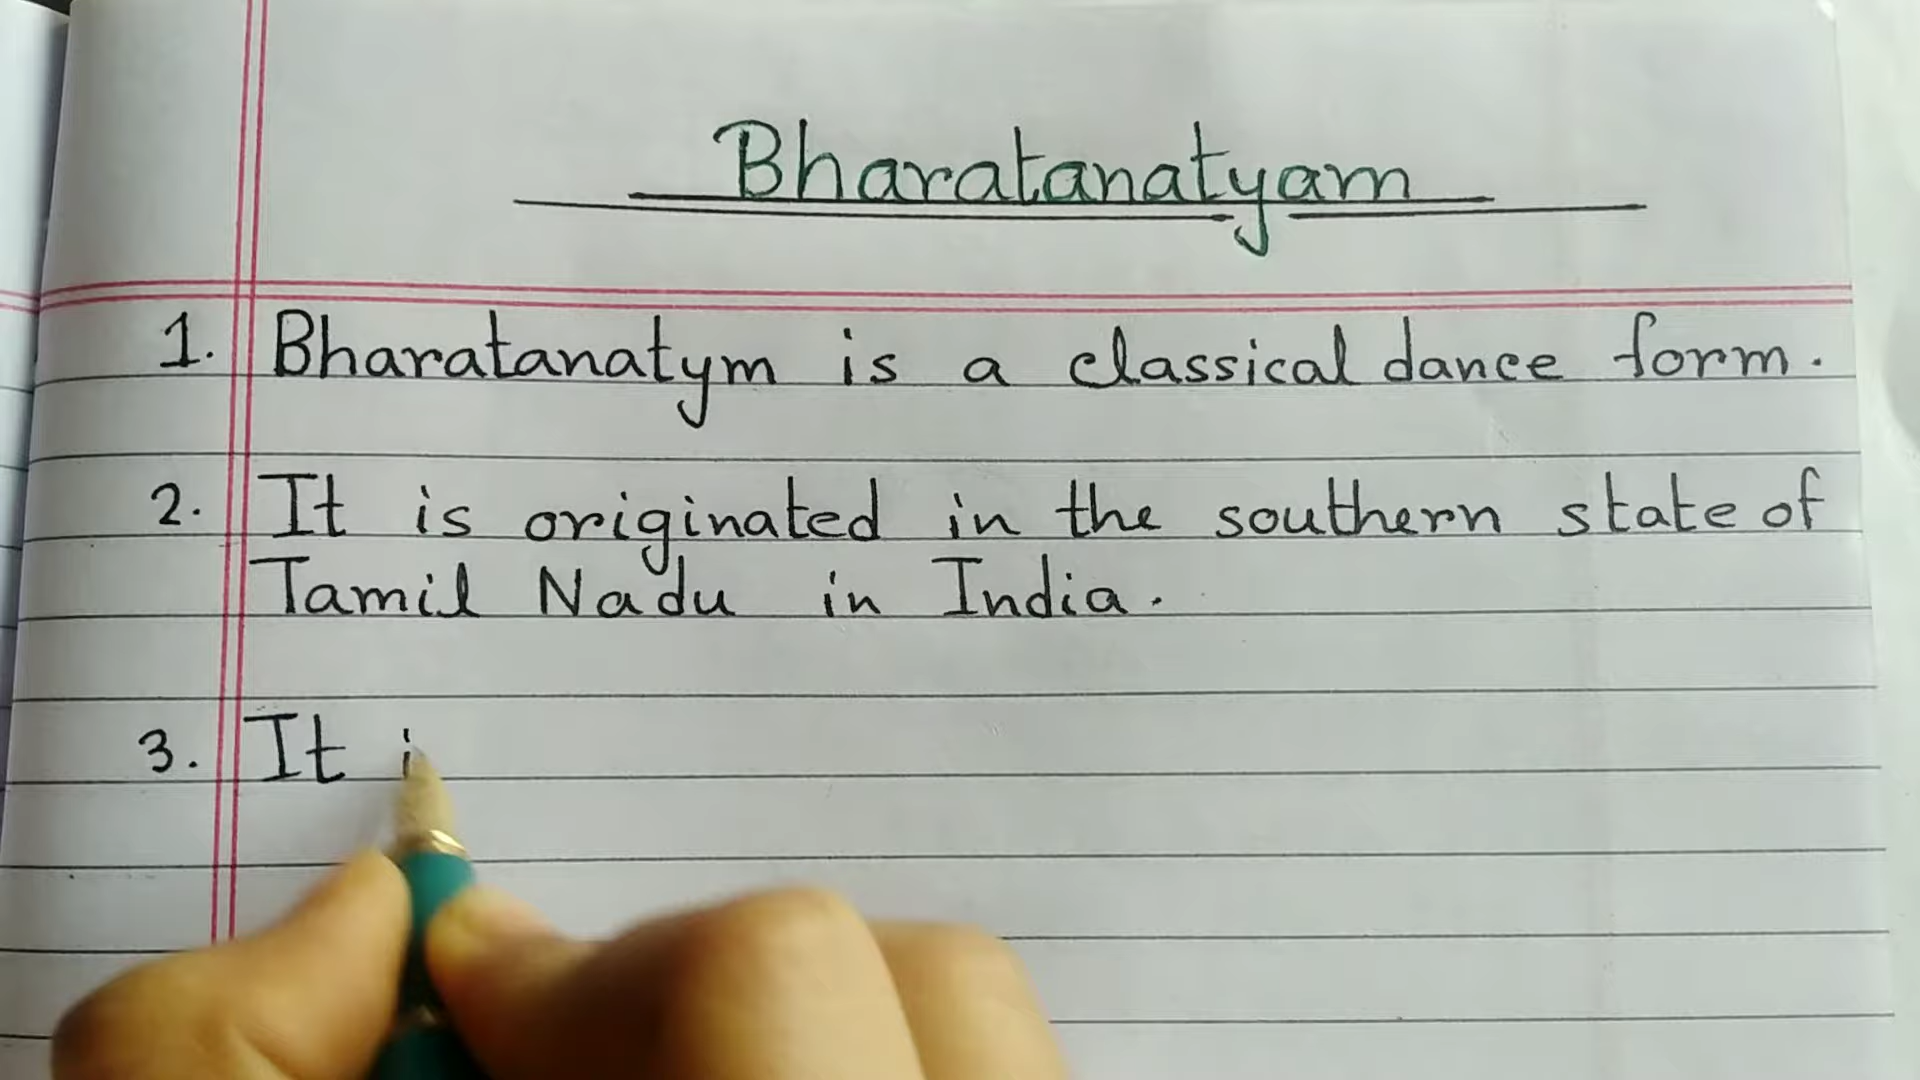 Bharatanatyam
1. Bharatanatym is a classical dance form.
2. It is originated in the southern state of
Tamil Nadu in India.
3. It i